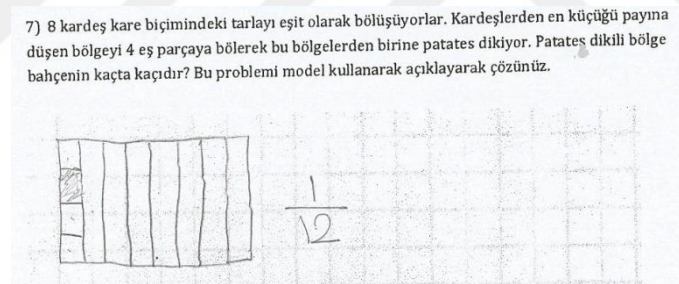 7) 8 kardeş kare biçimindeki tarlayı eşit olarak bölüşüyorlar. Kardeşlerden en küçüğü payına
düşen bölgeyi 4 eş parçaya bölerek bu bölgelerden birine patates dikiyor. Patates dikili bölge
bahçenin kaçta kaçıdır? Bu problemi model kullanarak açıklayarak çözünüz.
1
12